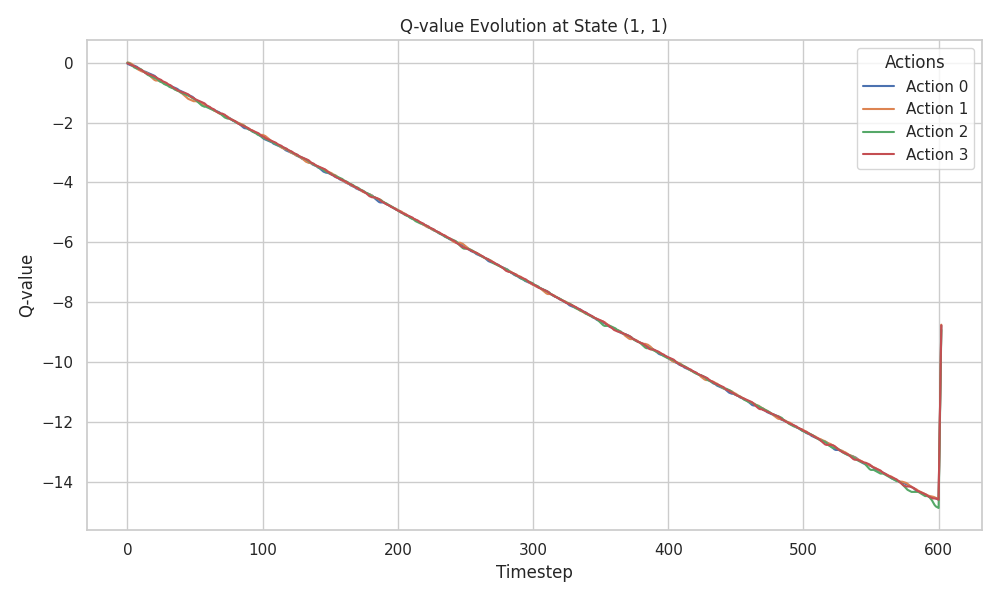 Q-value Evolution at State (1, 1)
Actions
Action 0
Action 1
Action 2
Action 3
Q-value
0
−2
−4
−6
−8
−10
−12
−14
0 100 200 300 400 500 600
Timestep